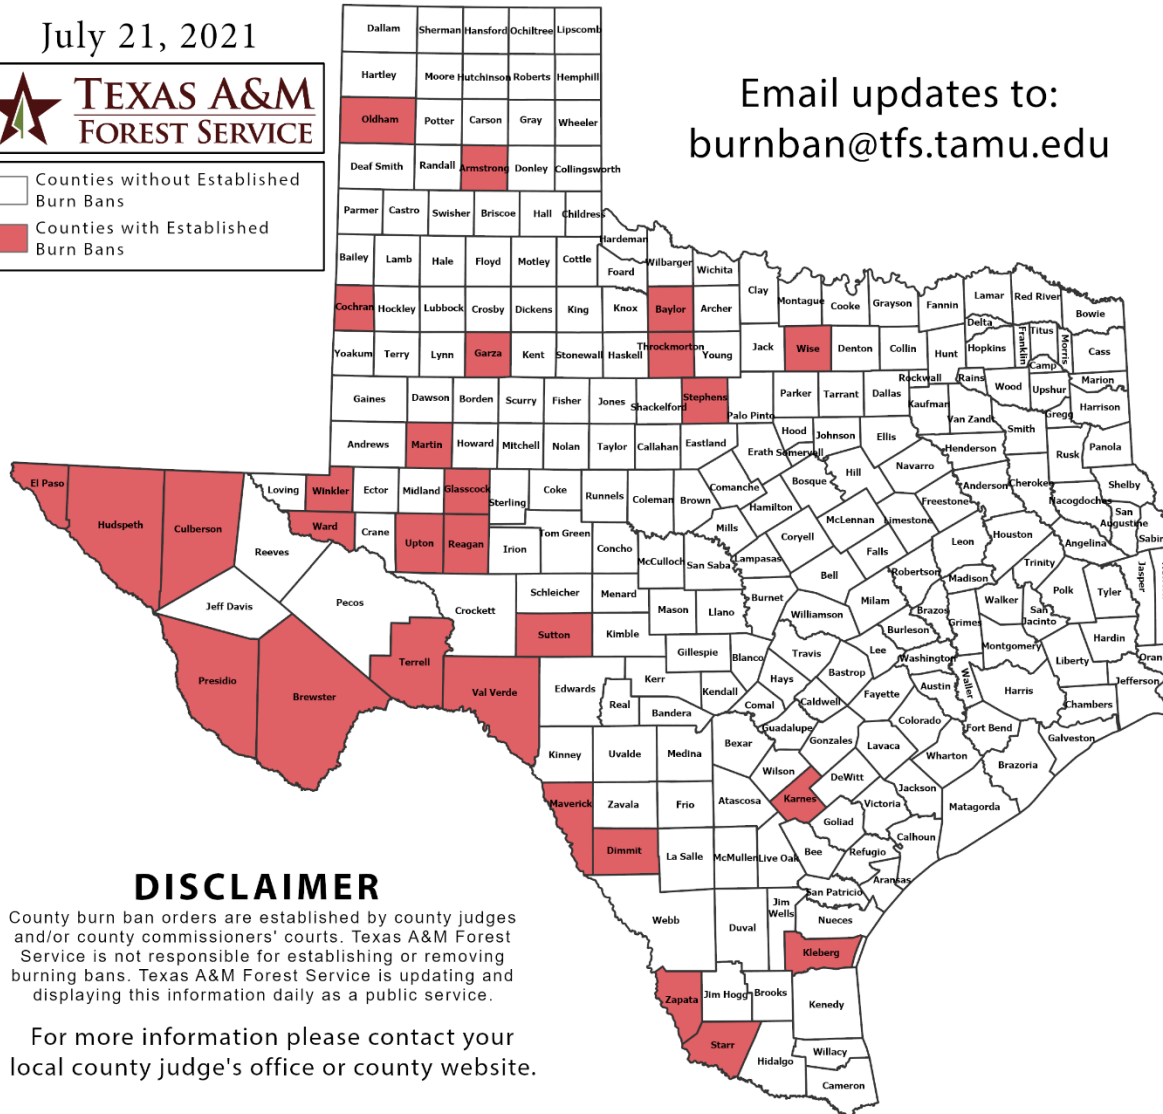 July 21, 2021
TEXAS A&M
FOREST SERVICE
Counties without Established
Burn Bans
Counties with Established
Burn Bans
Email updates to:
burnban@tfs.tamu.edu
Dallam Sherman Hansford Ochiltree Lipscomb
Hartley Moore Hutchinson Roberts Hemphill
Oldham Potter Carson Gray Wheeler
Deaf Smith Randall Armstrong Donley Collingsworth
Parmer Castro Swisher Briscoe Hall Childress
Hardeman
Bailey Lamb Hale Floyd Motley Cottle Foard Wilbarger Wichita
Clay
Cochran Hockley Lubbock Crosby Dickens King Knox Baylor Archer Montague Cooke Grayson Fannin Lamar Red River Bowie
Delta Titus
Yoakum Terry Lynn Garza Kent Stonewall Haskell Throckmorton Young Jack Wise Denton Collin Hunt Hopkins Franklin Morris Cass
Camp
Rockwall Rains Wood Upshur Marion
Gaines Dawson Borden Scurry Fisher Jones Shackelford Stephens Palo Pinto Parker Tarrant Dallas Kaufman Van Zandt Smith Gregg Harrison
Andrews Martin Howard Mitchell Nolan Taylor Callahan Eastland Erath Hood Somervell Johnson Ellis Henderson Rusk Panola
El Paso Hudspeth Culberson Loving Winkler Ector Midland Glasscock Sterling Coke Runnels Coleman Brown Comanche Hamilton Bosque Hill Navarro Freestone Anderson Cherokee Nacogdoches Shelby
San
Augustine
Sabin
Ward Crane Upton Reagan Irion Tom Green Concho McCulloch San Saba Mills Lampasas Coryell McLennan Limestone Falls Leon Houston Angelina
Reeves Jeff Davis Pecos Crockett Schleicher Menard Mason Llano Burnet Bell Williamson Milam Robertson Brazos Madison Walker Trinity Polk Tyler Jasper
San
Jacinto
Presidio Brewster Terrell Val Verde Sutton Kimble Gillespie Blanco Travis Lee Burleson Grimes Washington Montgomery Hardin Oran
Edwards Real Kerr Bandera Kendall Comal Hays Caldwell Bastrop Fayette Austin Waller Harris Liberty Chambers Jefferson
Kinney Uvalde Medina Bexar Guadalupe Gonzales Lavaca Colorado Wharton Fort Bend Brazoria Galveston
Maverick Zavala Frio Atascosa Wilson Karnes DeWitt Victoria Jackson Matagorda
Goliad Calhoun
Dimmit La Salle McMullen Live Oak Bee Refugio Aransas
San Patricio
Webb Duval
Jim
Wells
Nueces
Kleberg
Zapata Jim Hogg Brooks Kenedy
Starr Hidalgo Willacy
Cameron
DISCLAIMER
County burn ban orders are established by county judges
and/or county commissioners' courts. Texas A&M Forest
Service is not responsible for establishing or removing
burning bans. Texas A&M Forest Service is updating and
displaying this information daily as a public service.
For more information please contact your
local county judge's office or county website.